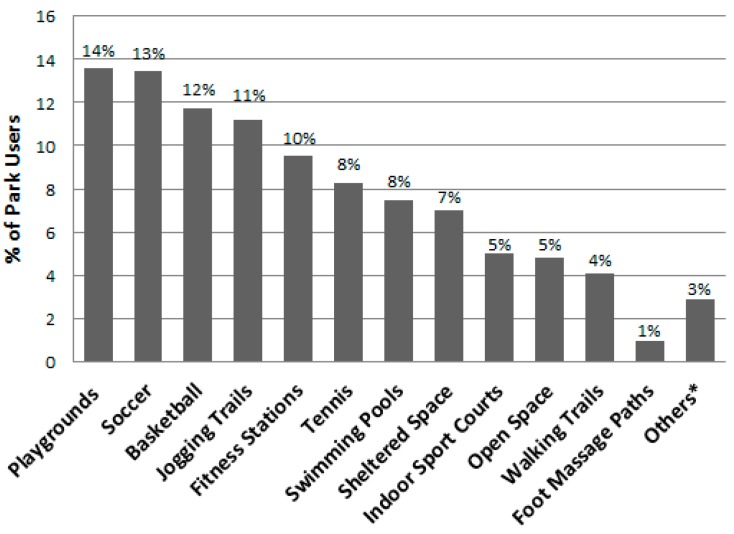 % of Park Users
16
14
12
10
8
6
4
2
0
14%
13%
12%
11%
10%
8%
8%
7%
5%
5%
4%
1%
3%
Playgrounds
Soccer
Basketball
Jogging Trails
Fitness Stations
Tennis
Swimming Pools
Sheltered Space
Indoor Sport Courts
Open Space
Walking Trails
Foot Massage Paths
Others*